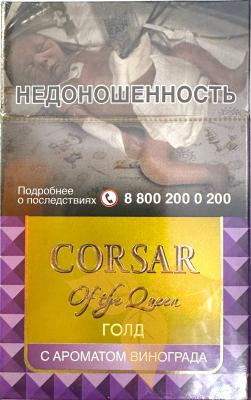 НЕДОНОШЕННОСТЬ
Подробнее
о последствиях 8 800 200 0 200
CORSAR
Of the Queen
ГОЛД
С АРОМАТОМ ВИНОГРАДА